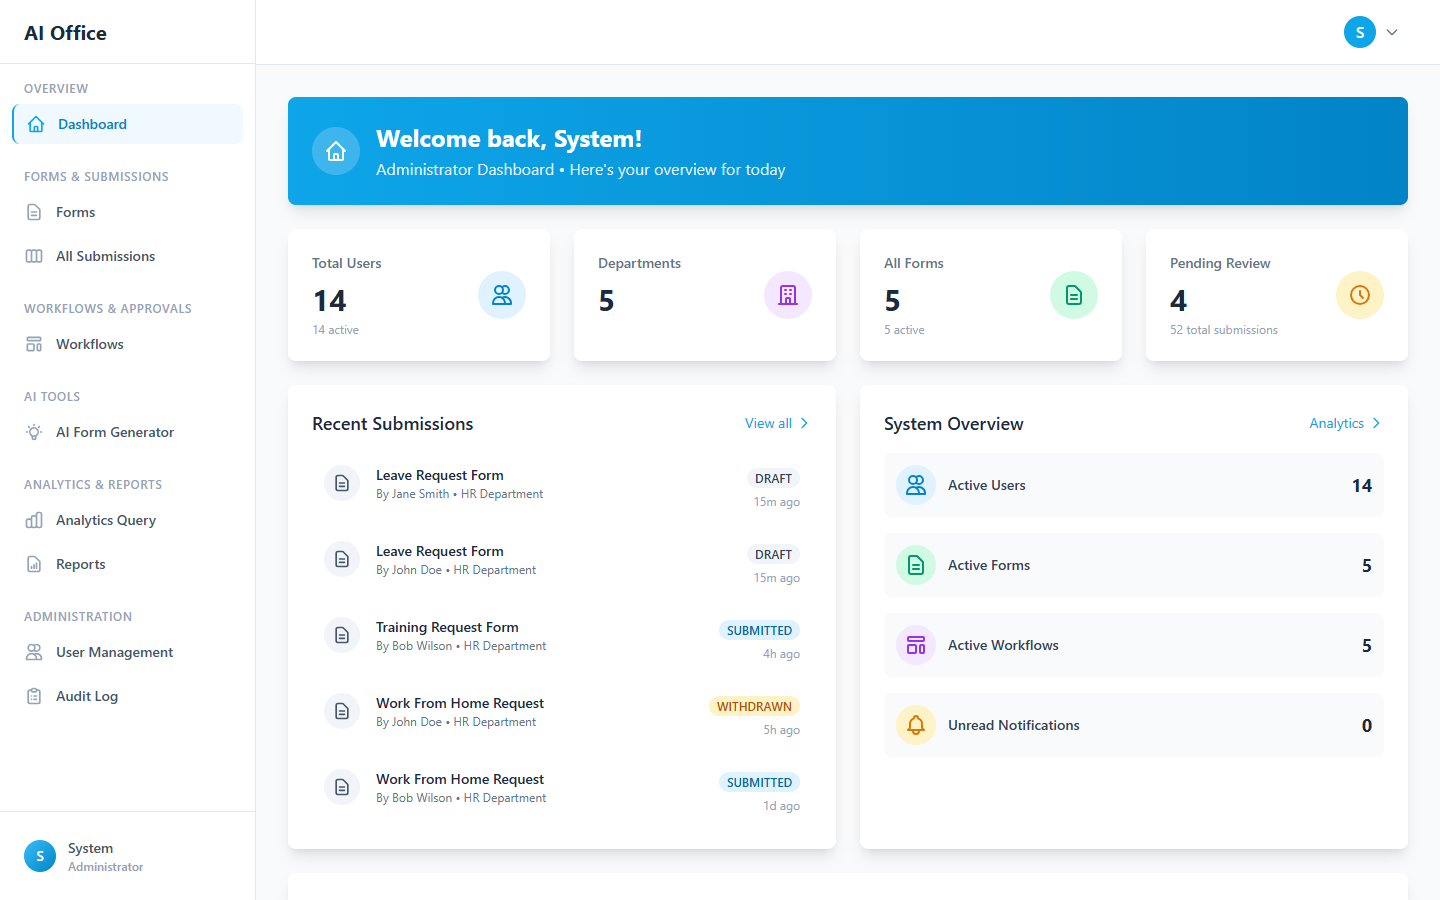 AI Office
S
OVERVIEW
Dashboard
FORMS & SUBMISSIONS
Forms
All Submissions
WORKFLOWS & APPROVALS
Workflows
AI TOOLS
AI Form Generator
ANALYTICS & REPORTS
Analytics Query
Reports
ADMINISTRATION
User Management
Audit Log
S
System
Administrator
Welcome back, System!
Administrator Dashboard • Here's your overview for today
Total Users
14
14 active
Departments
5
All Forms
5
5 active
Pending Review
4
52 total submissions
Recent Submissions
View all
Leave Request Form
By Jane Smith • HR Department
DRAFT
15m ago
Leave Request Form
By John Doe • HR Department
DRAFT
15m ago
Training Request Form
By Bob Wilson • HR Department
SUBMITTED
4h ago
Work From Home Request
By John Doe • HR Department
WITHDRAWN
5h ago
Work From Home Request
By Bob Wilson • HR Department
SUBMITTED
1d ago
System Overview
Analytics
Active Users
14
Active Forms
5
Active Workflows
5
Unread Notifications
0